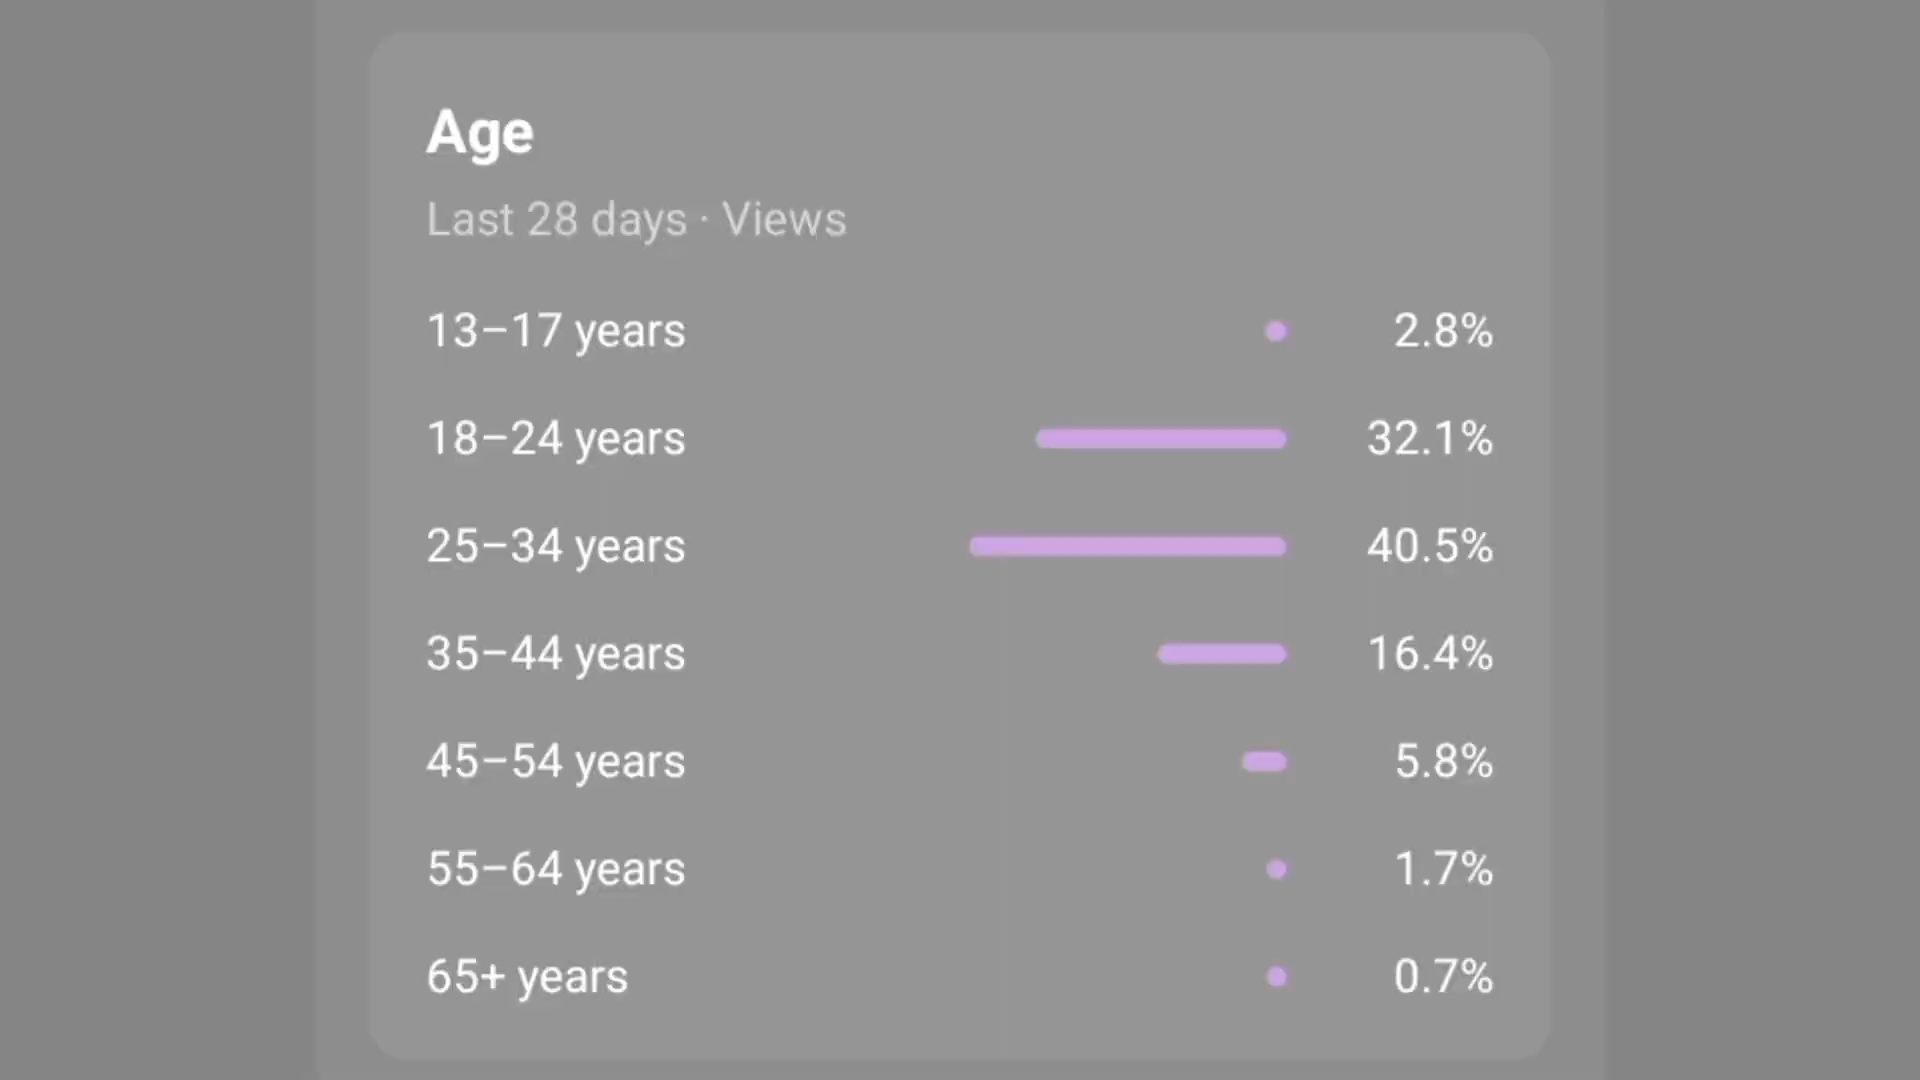 Age
Last 28 days · Views
13–17 years 2.8%
18–24 years 32.1%
25–34 years 40.5%
35–44 years 16.4%
45–54 years 5.8%
55–64 years 1.7%
65+ years 0.7%